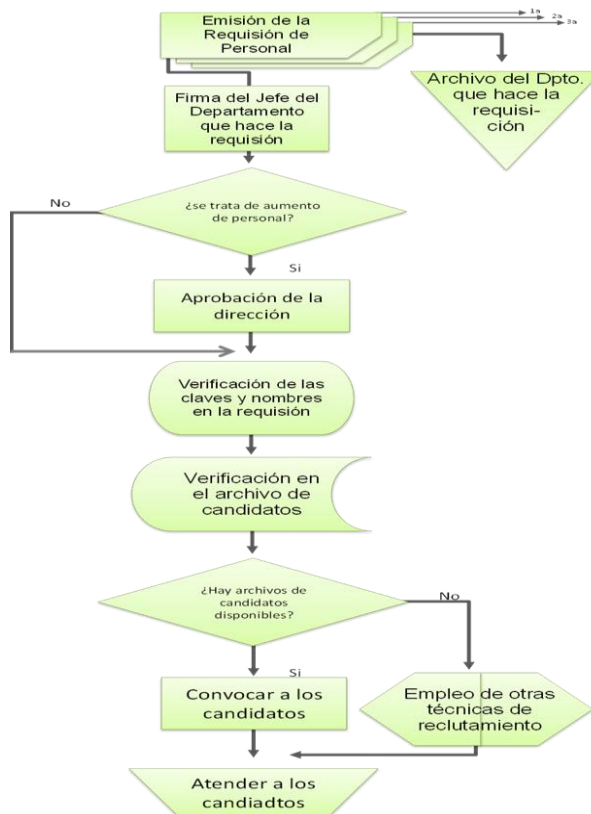 Emisión de la
Requisión de
Personal
1a
2a
3a
Archivo del Dpto.
que hace la
requisi-
ción
Firma del Jefe del
Departamento
que hace la
requisión
No
¿se trata de aumento
de personal?
Si
Aprobación de la
dirección
Verificación de las
claves y nombres
en la requisión
Verificación en
el archivo de
candidatos
¿Hay archivos de
candidatos
disponibles?
No
Si
Convocar a los
candidatos
Empleo de otras
técnicas de
reclutamiento
Atender a los
candiadtos